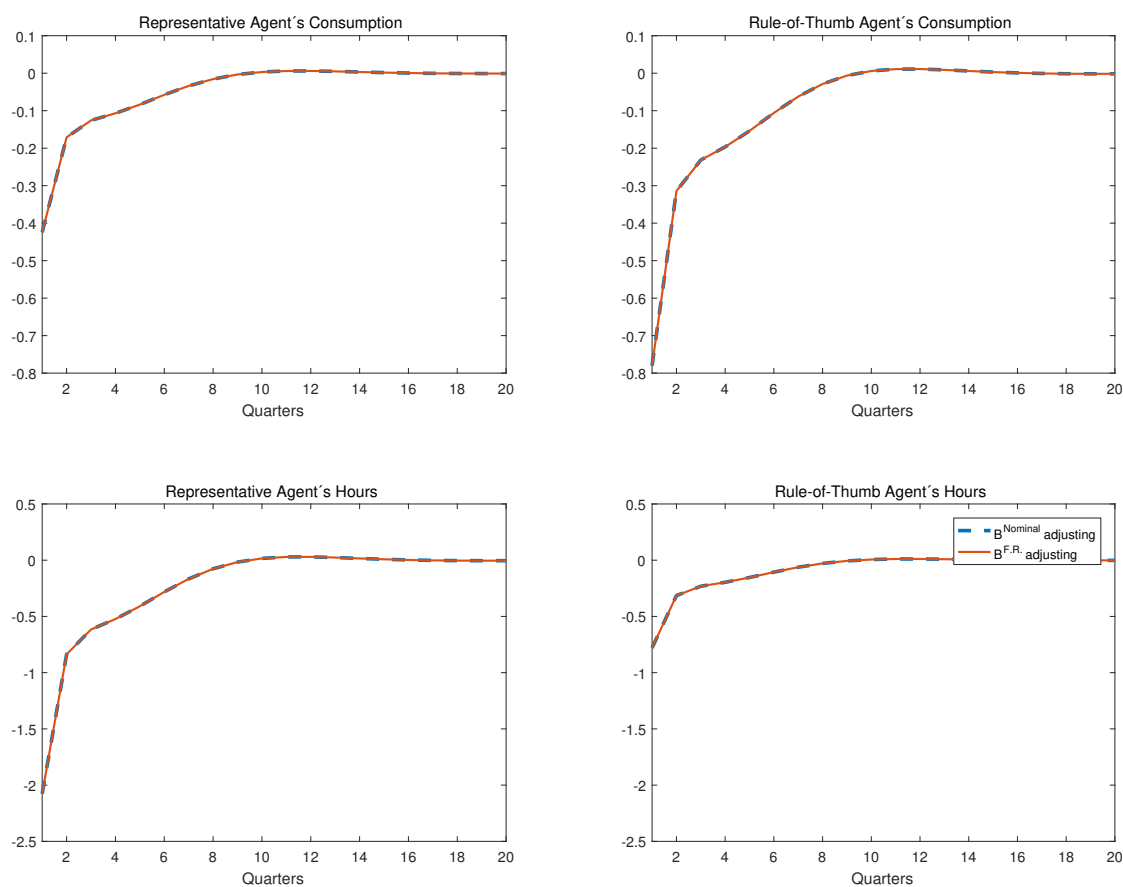 Representative Agent´s Consumption
0.1
0
-0.1
-0.2
-0.3
-0.4
-0.5
-0.6
-0.7
-0.8
2 4 6 8 10 12 14 16 18 20
Quarters
Rule-of-Thumb Agent´s Consumption
0.1
0
-0.1
-0.2
-0.3
-0.4
-0.5
-0.6
-0.7
-0.8
2 4 6 8 10 12 14 16 18 20
Quarters
Representative Agent´s Hours
0.5
0
-0.5
-1
-1.5
-2
-2.5
2 4 6 8 10 12 14 16 18 20
Quarters
Rule-of-Thumb Agent´s Hours
0.5
0
-0.5
-1
-1.5
-2
-2.5
B^Nominal adjusting
B^F.R. adjusting
2 4 6 8 10 12 14 16 18 20
Quarters